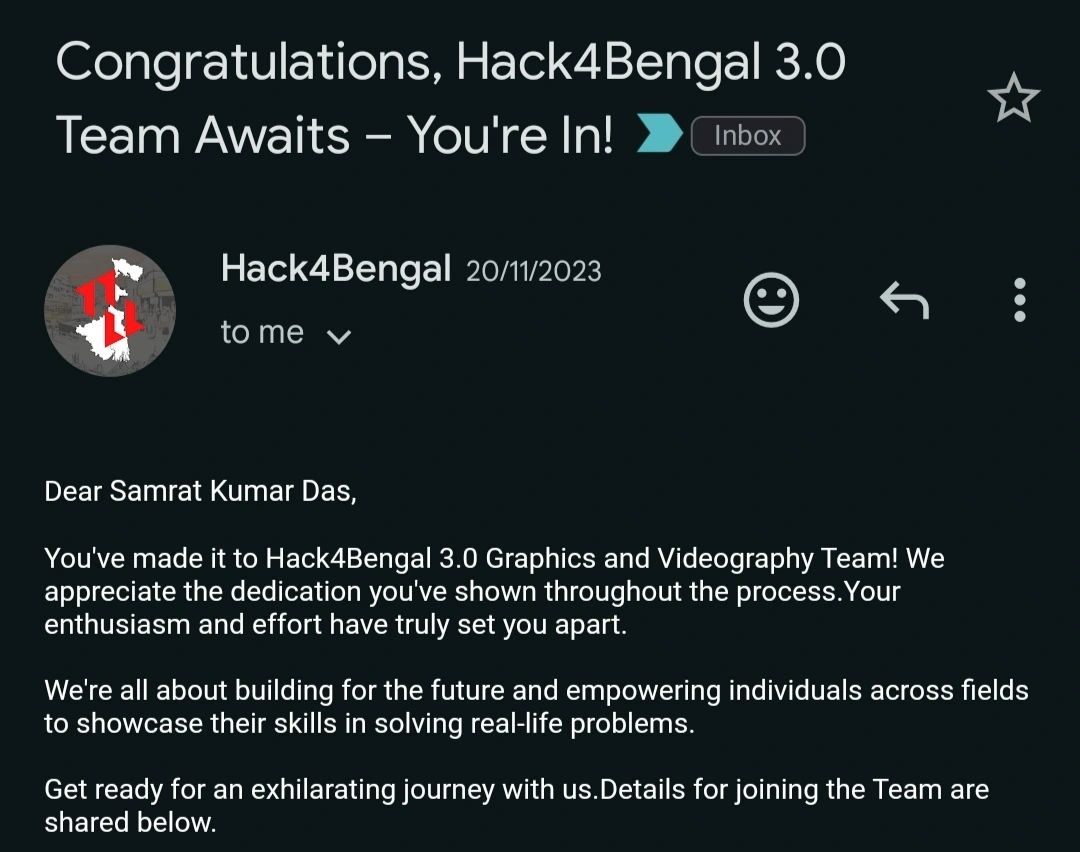 Congratulations, Hack4Bengal 3.0
Team Awaits – You're In! Inbox
Hack4Bengal 20/11/2023
to me
Dear Samrat Kumar Das,
You've made it to Hack4Bengal 3.0 Graphics and Videography Team! We
appreciate the dedication you've shown throughout the process.Your
enthusiasm and effort have truly set you apart.
We're all about building for the future and empowering individuals across fields
to showcase their skills in solving real-life problems.
Get ready for an exhilarating journey with us.Details for joining the Team are
shared below.